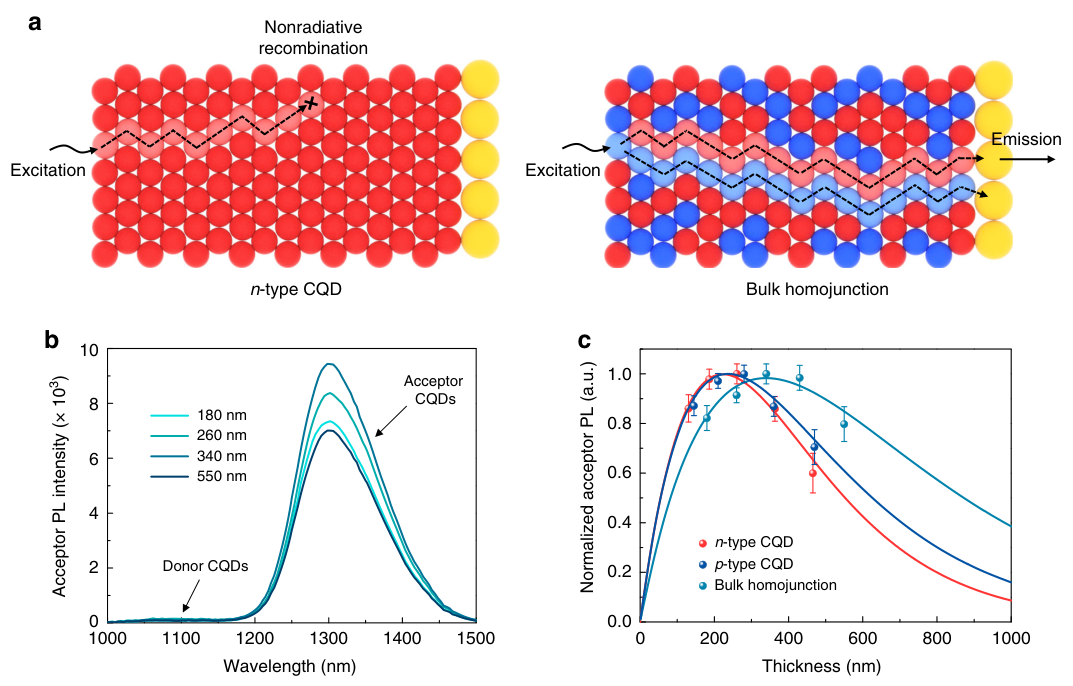 a
Nonradiative
recombination
Excitation
n-type CQD
Excitation
Emission
Bulk homojunction
b
Acceptor PL intensity (× 10³)
10
8
6
4
2
0
180 nm
260 nm
340 nm
550 nm
Acceptor
CQDs
Donor CQDs
1000 1100 1200 1300 1400 1500
Wavelength (nm)
c
Normalized acceptor PL (a.u.)
1.0
0.8
0.6
0.4
0.2
0.0
n-type CQD
p-type CQD
Bulk homojunction
0 200 400 600 800 1000
Thickness (nm)